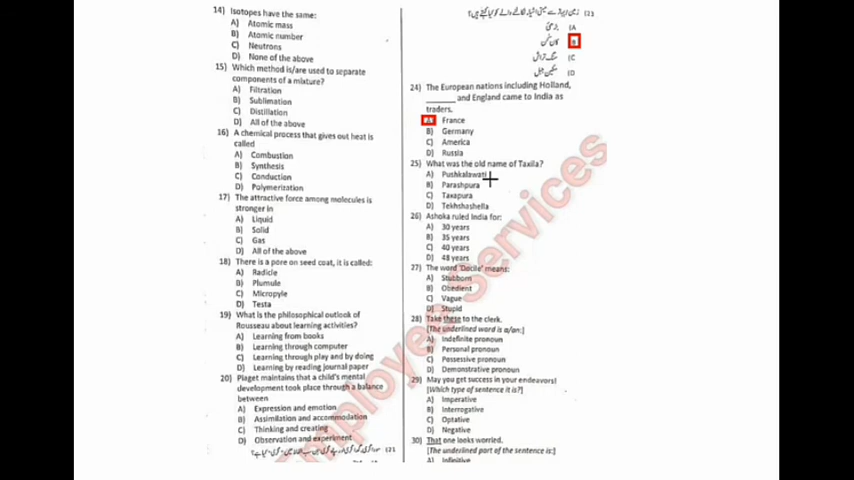 14) Isotopes have the same:
A) Atomic mass
B) Atomic number
C) Neutrons
D) None of the above
15) Which method is/are used to separate
components of a mixture?
A) Filtration
B) Sublimation
C) Distillation
D) All of the above
16) A chemical process that gives out heat is
called
A) Combustion
B) Synthesis
C) Conduction
D) Polymerization
17) The attractive force among molecules is
stronger in
A) Liquid
B) Solid
C) Gas
D) All of the above
18) There is a pore on seed coat, it is called:
A) Radicle
B) Plumule
C) Micropyle
D) Testa
19) What is the philosophical outlook of
Rousseau about learning activities?
A) Learning from books
B) Learning through computer
C) Learning through play and by doing
D) Learning by reading journal paper
20) Piaget maintains that a child's mental
development took place through a balance
between
A) Expression and emotion
B) Assimilation and accommodation
C) Thinking and creating
D) Observation and experiment
(21
(23
(A
B
کان کن
(C سنگ تراش
(D
24) The European nations including Holland,
______ and England came to India as
traders.
France
B) Germany
C) America
D) Russia
25) What was the old name of Taxila?
A) Pushkalawati
B) Parashpura
C) Taxapura
D) Tekhshashella
26) Ashoka ruled India for:
A) 30 years
B) 35 years
C) 40 years
D) 48 years
27) The word 'Docile' means:
A) Stubborn
B) Obedient
C) Vague
D) Stupid
28) Take these to the clerk.
[The underlined word is a/an:]
A) Indefinite pronoun
B) Personal pronoun
C) Possessive pronoun
D) Demonstrative pronoun
29) May you get success in your endeavors!
[Which type of sentence it is?]
A) Imperative
B) Interrogative
C) Optative
D) Negative
30) That one looks worried.
[The underlined part of the sentence is:]
A) Infinitive
Employee Services